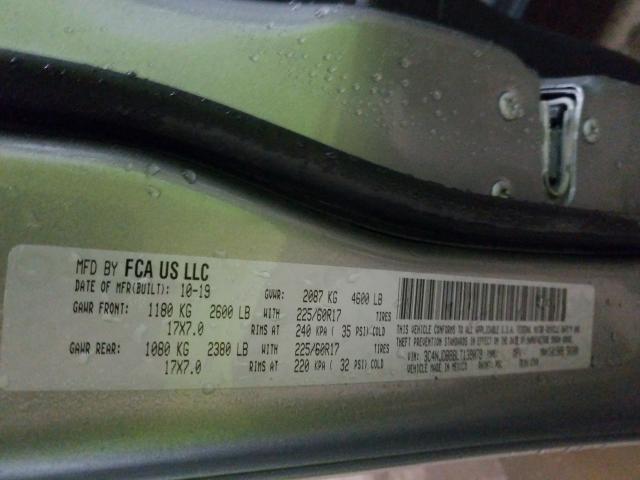 MFD BY FCA US LLC
DATE OF MFR(BUILT): 10-19 GVWR: 2087 KG 4600 LB
GAWR FRONT: 1180 KG 2600 LB WITH 225/60R17 TIRES
17X7.0 RIMS AT 240 KPA ( 35 PSI) COLD
GAWR REAR: 1080 KG 2380 LB WITH 225/60R17 TIRES
17X7.0 RIMS AT 220 KPA ( 32 PSI) COLD
THIS VEHICLE CONFORMS TO ALL APPLICABLE U.S.A. FEDERAL MOTOR VEHICLE SAFETY AND
THEFT PREVENTION STANDARDS IN EFFECT ON THE DATE OF MANUFACTURE SHOWN ABOVE
VIN: TYPE: MPV
VEHICLE MADE IN MEXICO PAINT: